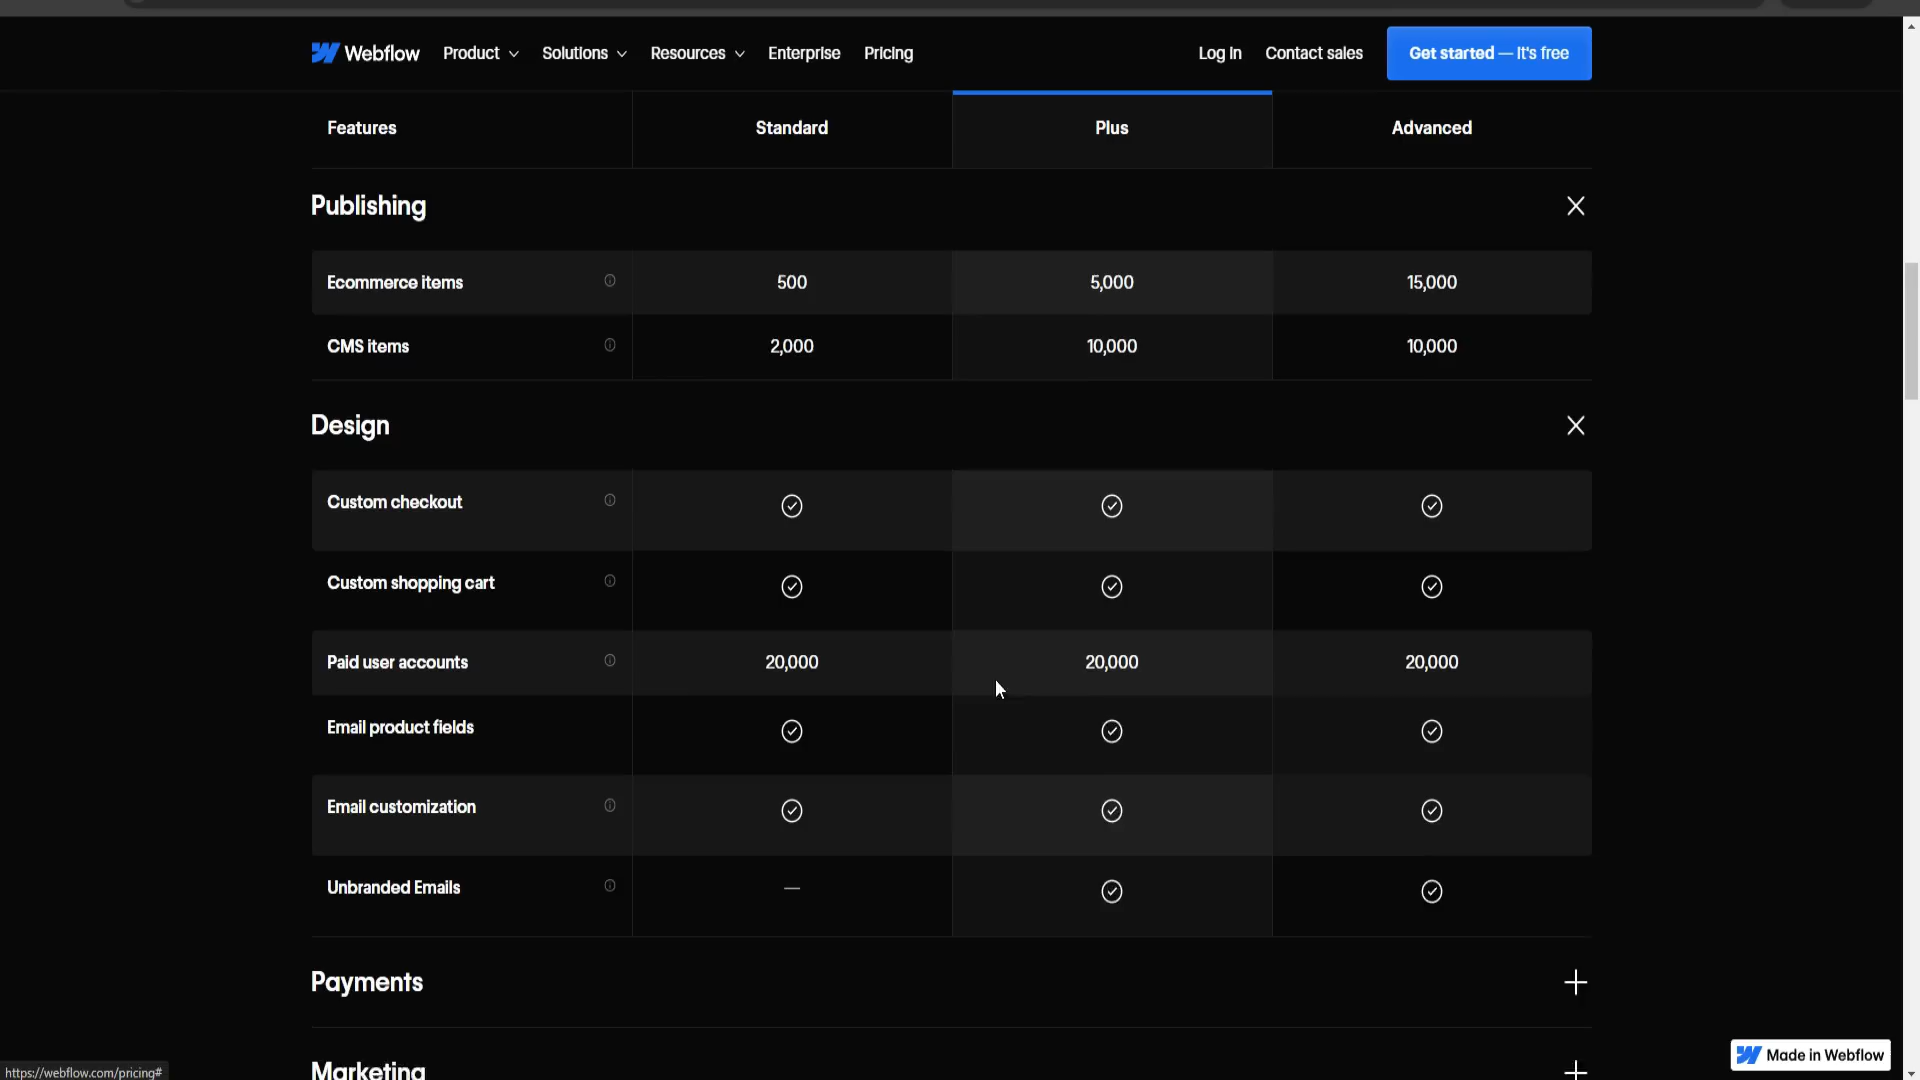 Webflow Product Solutions Resources Enterprise Pricing Log In Contact sales Get started — It's free
Features Standard Plus Advanced
Publishing
Ecommerce items 500 5,000 15,000
CMS items 2,000 10,000 10,000
Design
Custom checkout
Custom shopping cart
Paid user accounts 20,000 20,000 20,000
Email product fields
Email customization
Unbranded Emails —
Payments
Made in Webflow
Marketing
https://webflow.com/pricing#